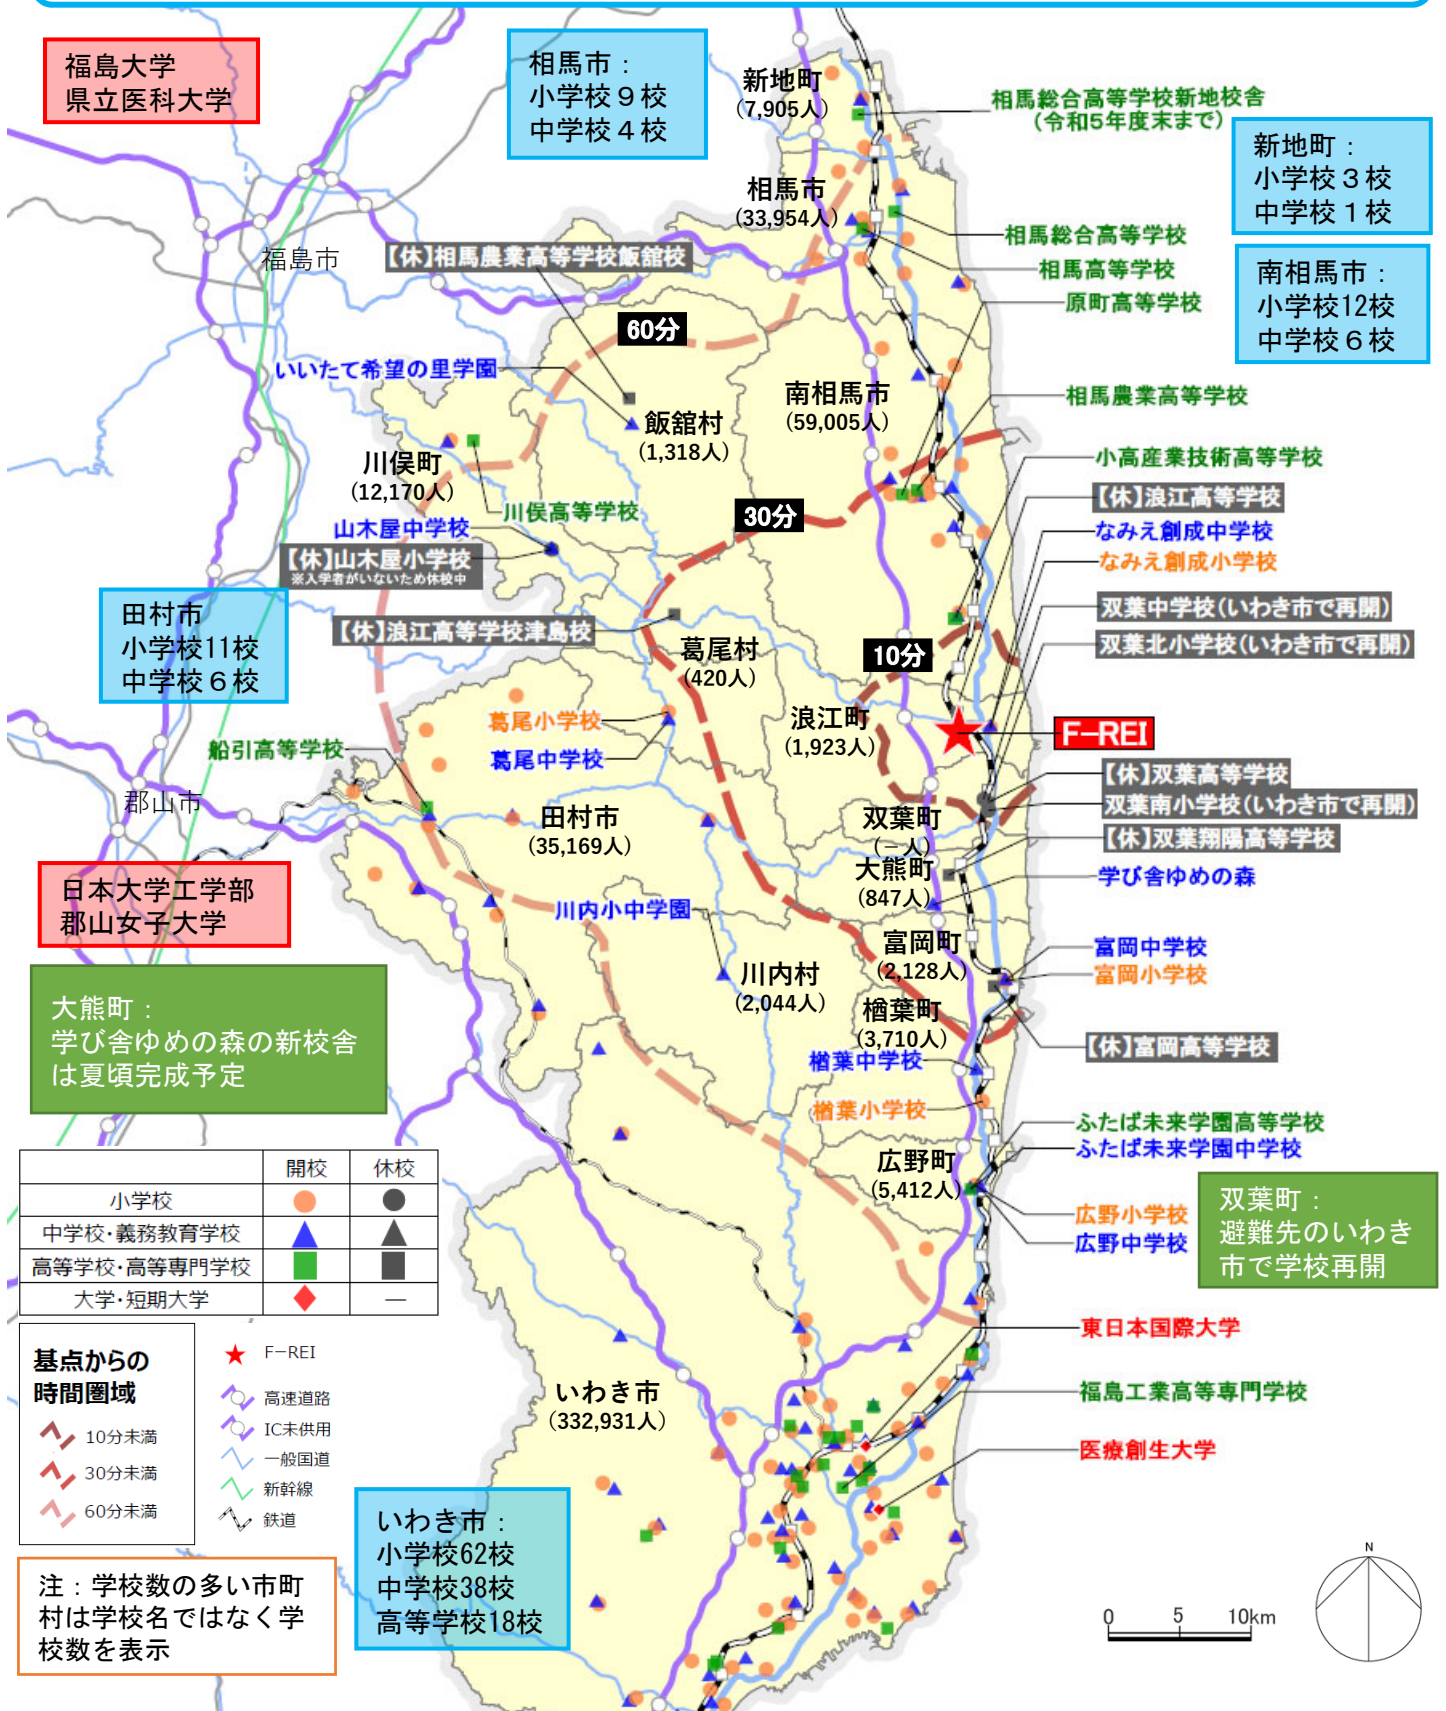 福島大学
県立医科大学
相馬市：
小学校９校
中学校４校
新地町
(7,905人)
相馬総合高等学校新地校舎
(令和5年度末まで)
新地町：
小学校３校
中学校１校
相馬市
(33,954人)
相馬総合高等学校
相馬高等学校
原町高等学校
南相馬市：
小学校12校
中学校６校
福島市
【休】相馬農業高等学校飯舘校
60分
いいたて希望の里学園
飯舘村
(1,318人)
南相馬市
(59,005人)
相馬農業高等学校
川俣町
(12,170人)
川俣高等学校
小高産業技術高等学校
【休】浪江高等学校
30分
山木屋中学校
【休】山木屋小学校
※入学者がいないため休校中
なみえ創成中学校
なみえ創成小学校
田村市
小学校11校
中学校６校
【休】浪江高等学校津島校
双葉中学校(いわき市で再開)
双葉北小学校(いわき市で再開)
葛尾村
(420人)
10分
葛尾小学校
葛尾中学校
浪江町
(1,923人)
F-REI
船引高等学校
郡山市
【休】双葉高等学校
双葉南小学校(いわき市で再開)
【休】双葉翔陽高等学校
田村市
(35,169人)
双葉町
(－人)
大熊町
(847人)
学び舎ゆめの森
日本大学工学部
郡山女子大学
川内小中学園
富岡町
(2,128人)
富岡中学校
富岡小学校
川内村
(2,044人)
楢葉町
(3,710人)
【休】富岡高等学校
大熊町：
学び舎ゆめの森の新校舎
は夏頃完成予定
楢葉中学校
楢葉小学校
ふたば未来学園高等学校
ふたば未来学園中学校
広野町
(5,412人)
広野小学校
広野中学校
双葉町：
避難先のいわき
市で学校再開
開校 休校
小学校
中学校・義務教育学校
高等学校・高等専門学校
大学・短期大学 ―
東日本国際大学
福島工業高等専門学校
医療創生大学
基点からの
時間圏域
10分未満
30分未満
60分未満
F-REI
高速道路
IC未供用
一般国道
新幹線
鉄道
いわき市
(332,931人)
いわき市：
小学校62校
中学校38校
高等学校18校
注：学校数の多い市町
村は学校名ではなく学
校数を表示
0 5 10km
N